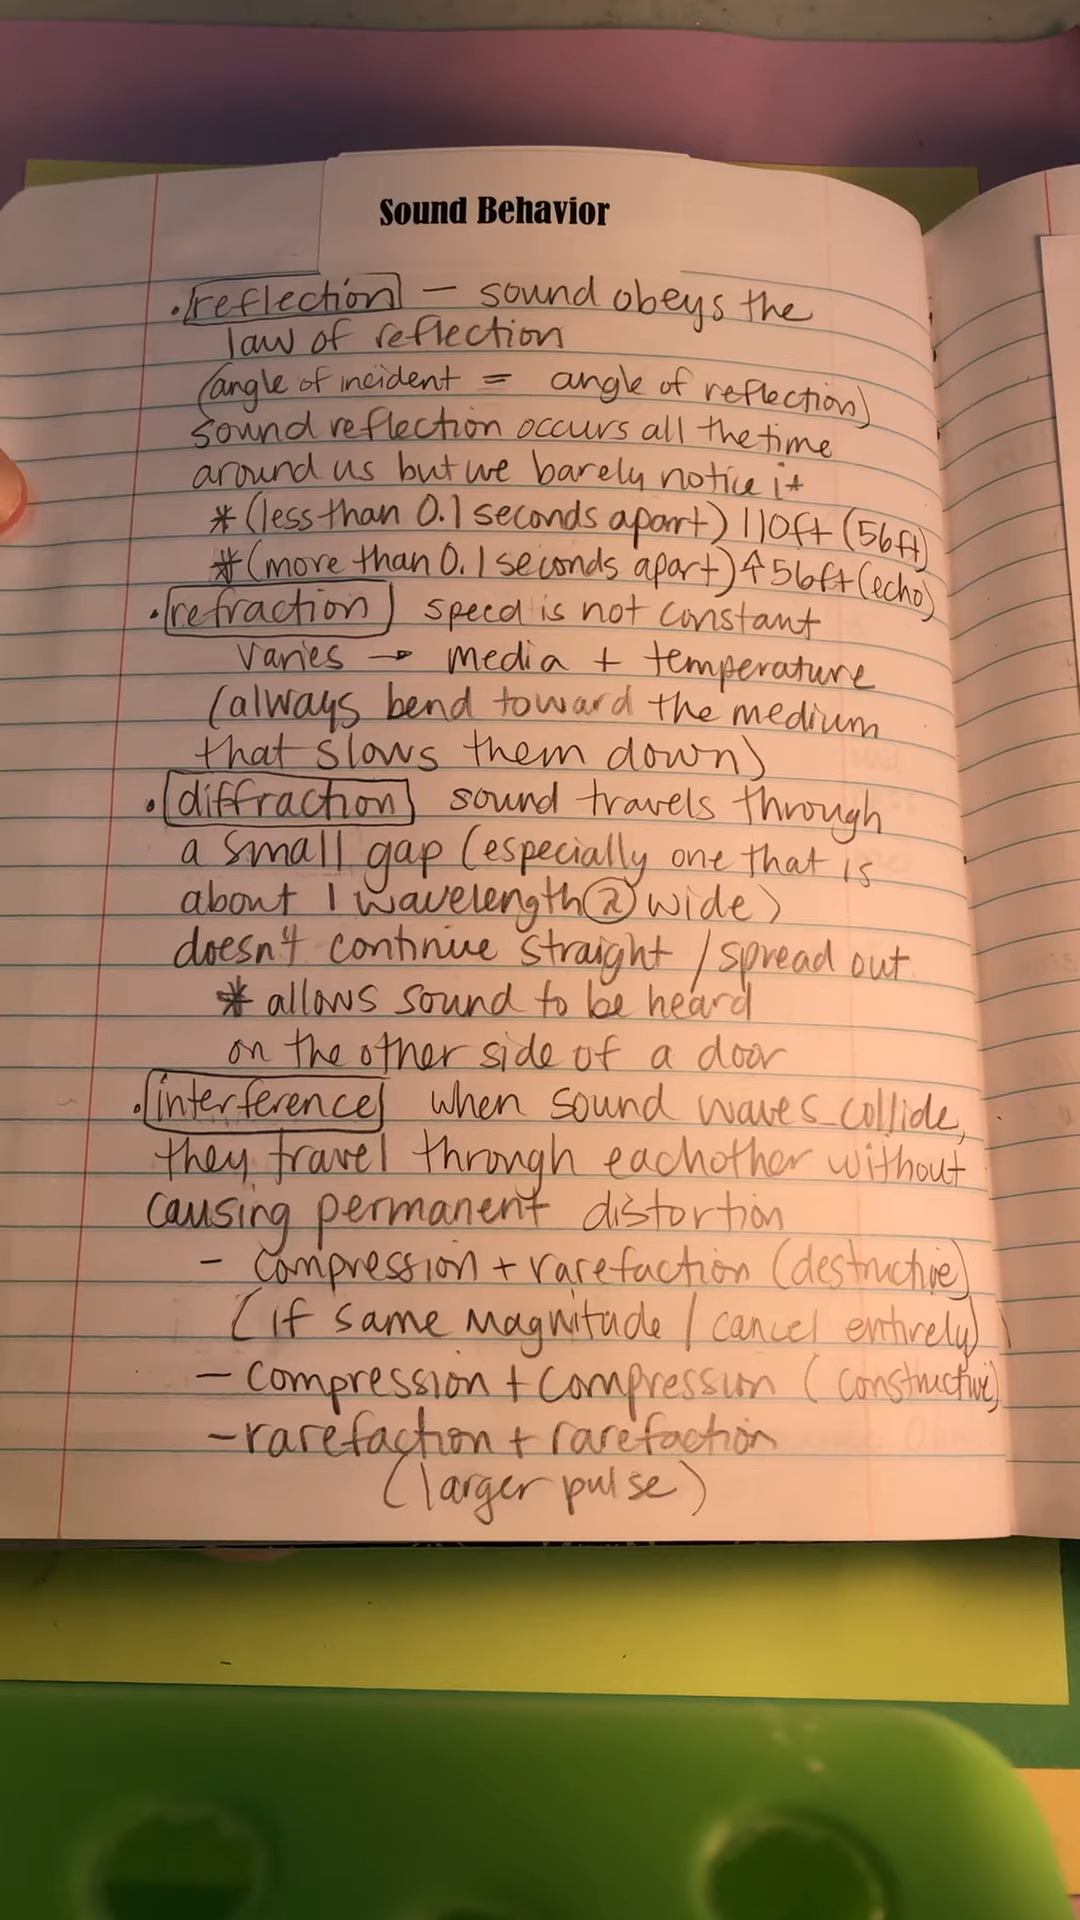 Sound Behavior
• reflection — sound obeys the
law of reflection
(angle of incident = angle of reflection)
sound reflection occurs all the time
around us but we barely notice it
* (less than 0.1 seconds apart) 110ft (56ft)
* (more than 0.1 seconds apart) ↑56ft (echo)
• refraction speed is not constant
varies → media + temperature
(always bend toward the medium
that slows them down)
• diffraction sound travels through
a small gap (especially one that is
about 1 wavelength λ wide)
doesn't continue straight / spread out
* allows sound to be heard
on the other side of a door
• interference when sound waves collide,
they travel through eachother without
causing permanent distortion
- compression + rarefaction (destructive)
(if same magnitude / cancel entirely)
- compression + compression (constructive)
- rarefaction + rarefaction
(larger pulse)